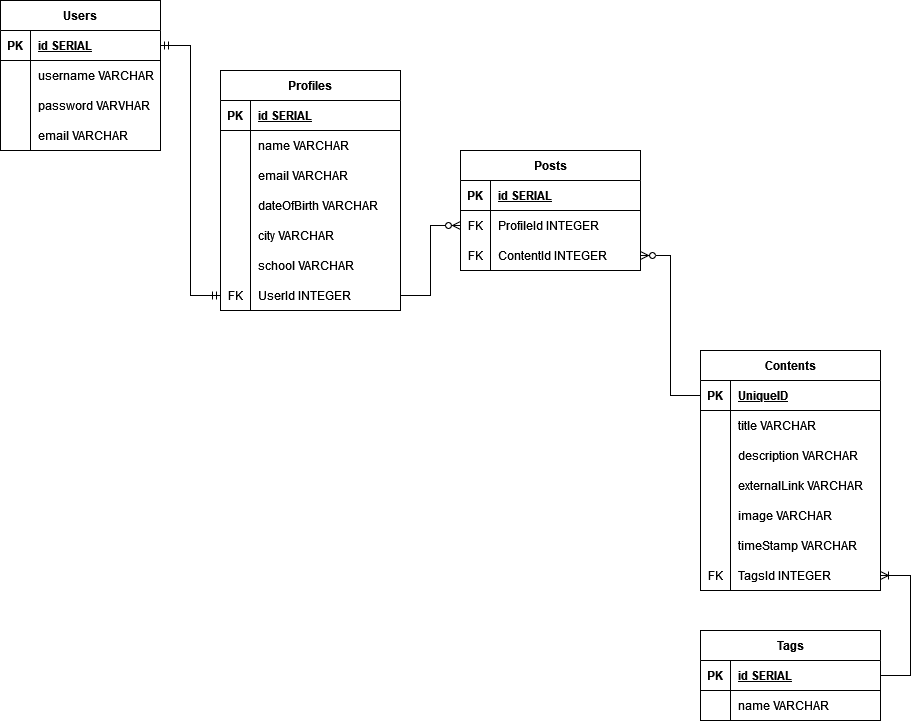 Users
PK id SERIAL
username VARCHAR
password VARVHAR
email VARCHAR
Profiles
PK id SERIAL
name VARCHAR
email VARCHAR
dateOfBirth VARCHAR
city VARCHAR
school VARCHAR
FK UserId INTEGER
Posts
PK id SERIAL
FK ProfileId INTEGER
FK ContentId INTEGER
Contents
PK UniqueID
title VARCHAR
description VARCHAR
externalLink VARCHAR
image VARCHAR
timeStamp VARCHAR
FK TagsId INTEGER
Tags
PK id SERIAL
name VARCHAR